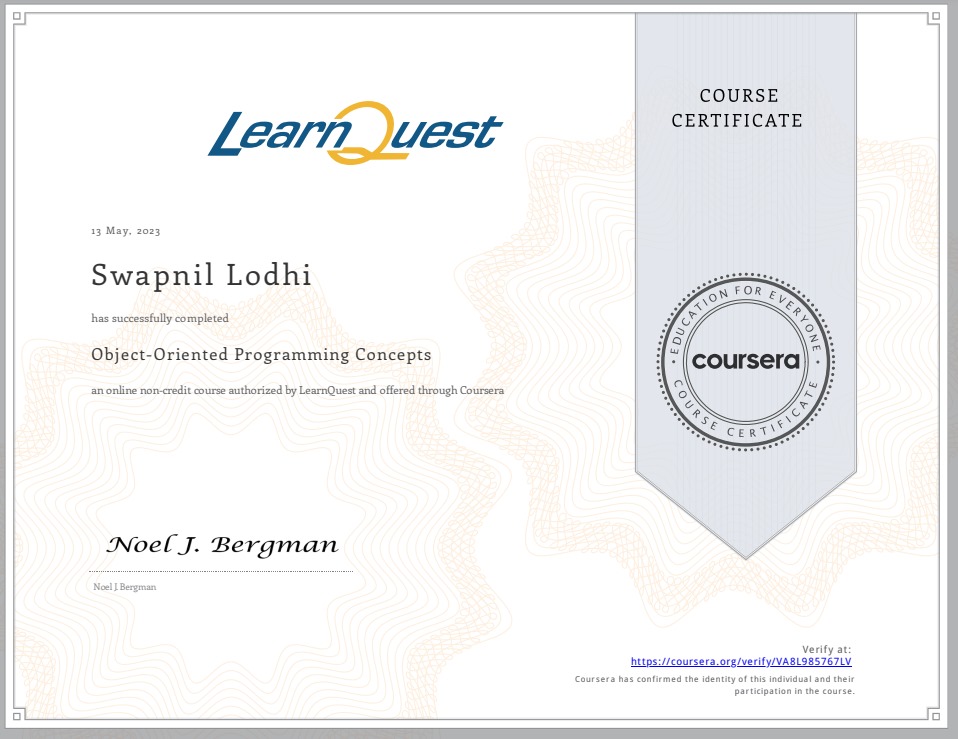 LearnQuest
COURSE
CERTIFICATE
13 May, 2023
Swapnil Lodhi
has successfully completed
Object-Oriented Programming Concepts
an online non-credit course authorized by LearnQuest and offered through Coursera
EDUCATION FOR EVERYONE
coursera
COURSE CERTIFICATE
Noel J. Bergman
Noel J. Bergman
Verify at:
https://coursera.org/verify/VA8L985767LV
Coursera has confirmed the identity of this individual and their
participation in the course.